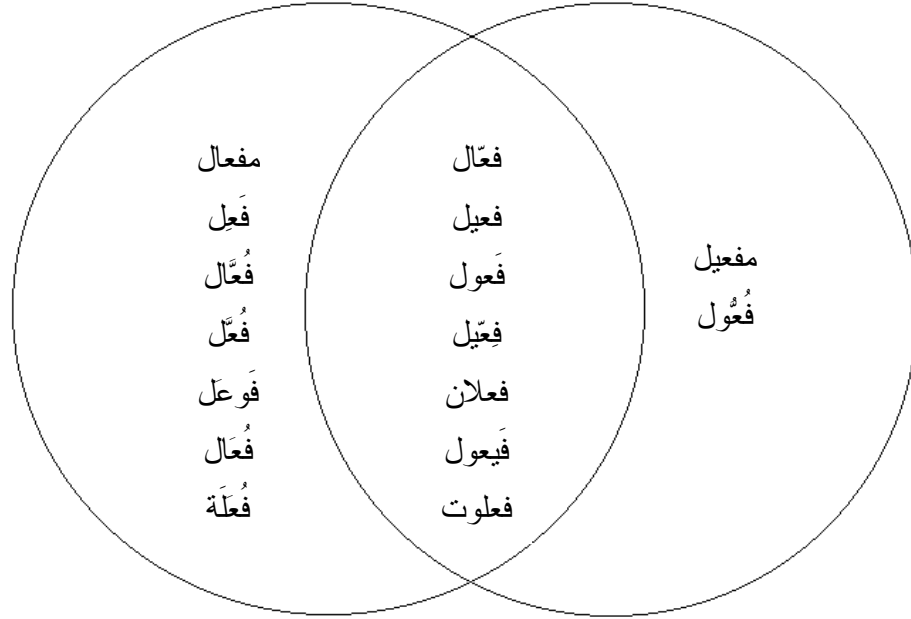 مفعال
فَعِل
فُعَّال
فُعَّل
فَوعَل
فُعَال
فُعَلَة
فعّال
فعيل
فَعول
فِعّيل
فعلان
فَيعول
فعلوت
مفعيل
فُعُّول